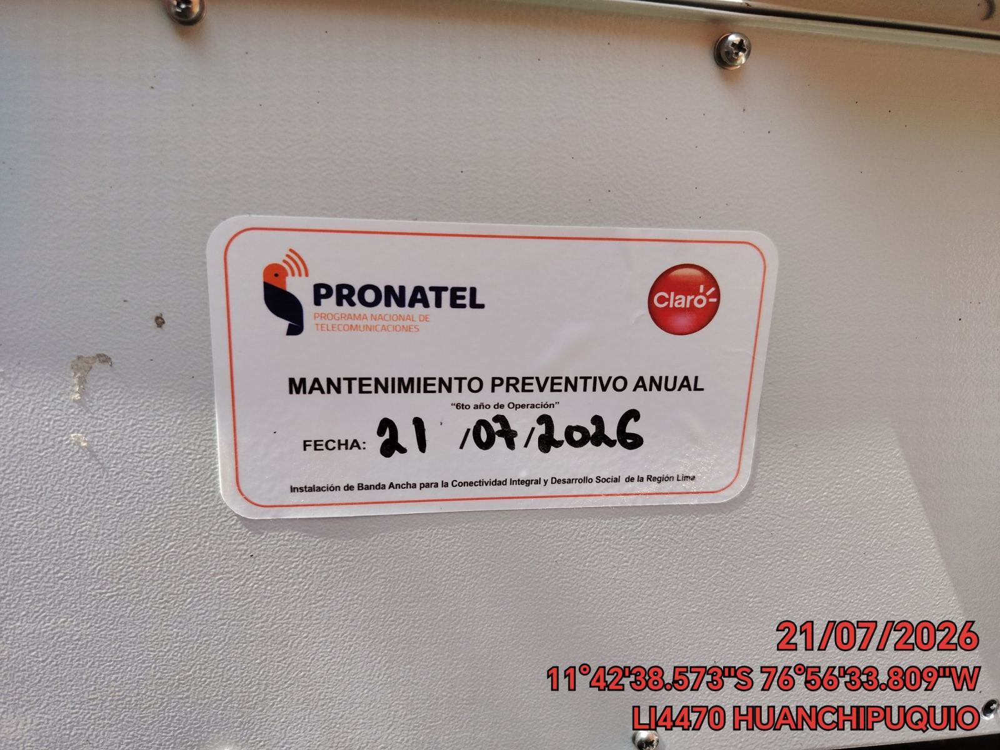 PRONATEL
PROGRAMA NACIONAL DE
TELECOMUNICACIONES
Claro
MANTENIMIENTO PREVENTIVO ANUAL
“6to año de Operación”
FECHA: 21 /07/2026
Instalación de Banda Ancha para la Conectividad Integral y Desarrollo Social de la Región Lima
21/07/2026
11°42'38.573"S 76°56'33.809"W
LI4470 HUANCHIPUQUIO